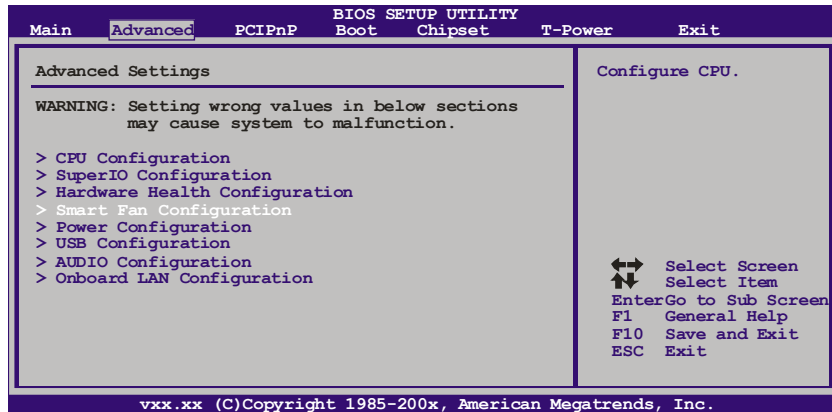 BIOS SETUP UTILITY
Main Advanced PCIPnP Boot Chipset T-Power Exit
Advanced Settings
WARNING: Setting wrong values in below sections
may cause system to malfunction.
> CPU Configuration
> SuperIO Configuration
> Hardware Health Configuration
> Smart Fan Configuration
> Power Configuration
> USB Configuration
> AUDIO Configuration
> Onboard LAN Configuration
Configure CPU.
Select Screen
Select Item
EnterGo to Sub Screen
F1 General Help
F10 Save and Exit
ESC Exit
vxx.xx (C)Copyright 1985-200x, American Megatrends, Inc.